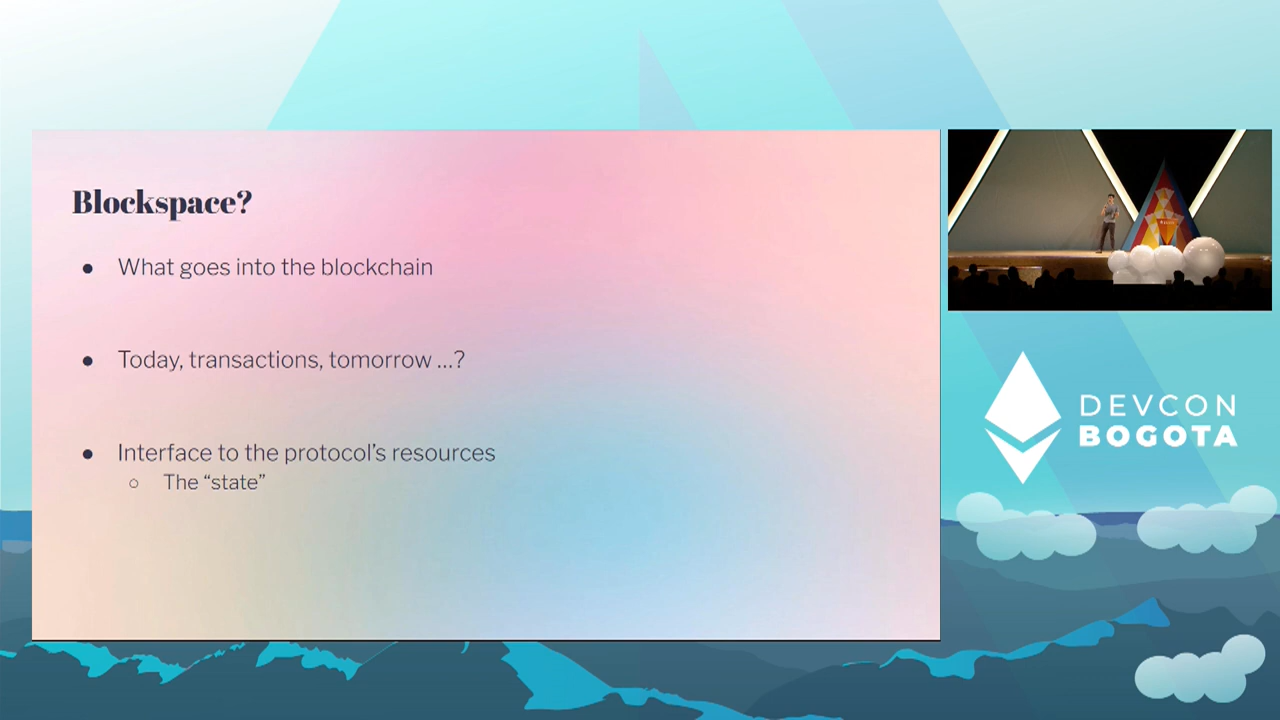 Blockspace?
● What goes into the blockchain
● Today, transactions, tomorrow ...?
● Interface to the protocol’s resources
○ The “state”
DEVCON
BOGOTA